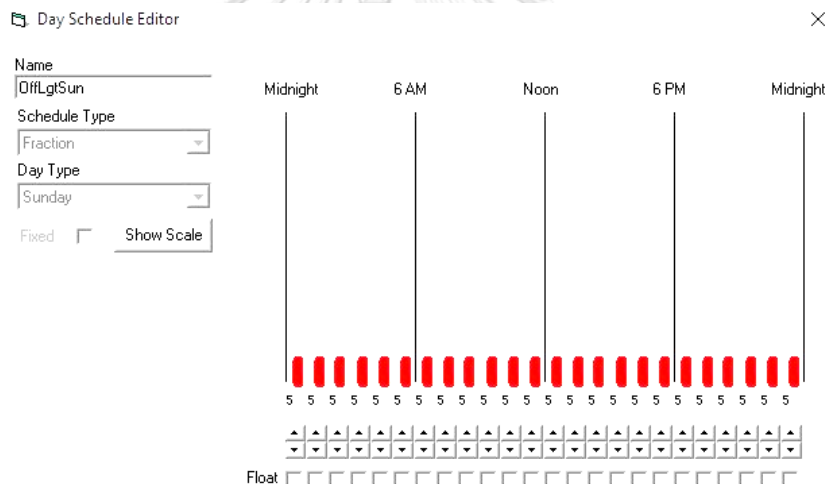 Day Schedule Editor
Name
OffLgtSun
Schedule Type
Fraction
Day Type
Sunday
Fixed
Show Scale
Midnight 6 AM Noon 6 PM Midnight
5 5 5 5 5 5 5 5 5 5 5 5 5 5 5 5 5 5 5 5 5 5 5 5
Float